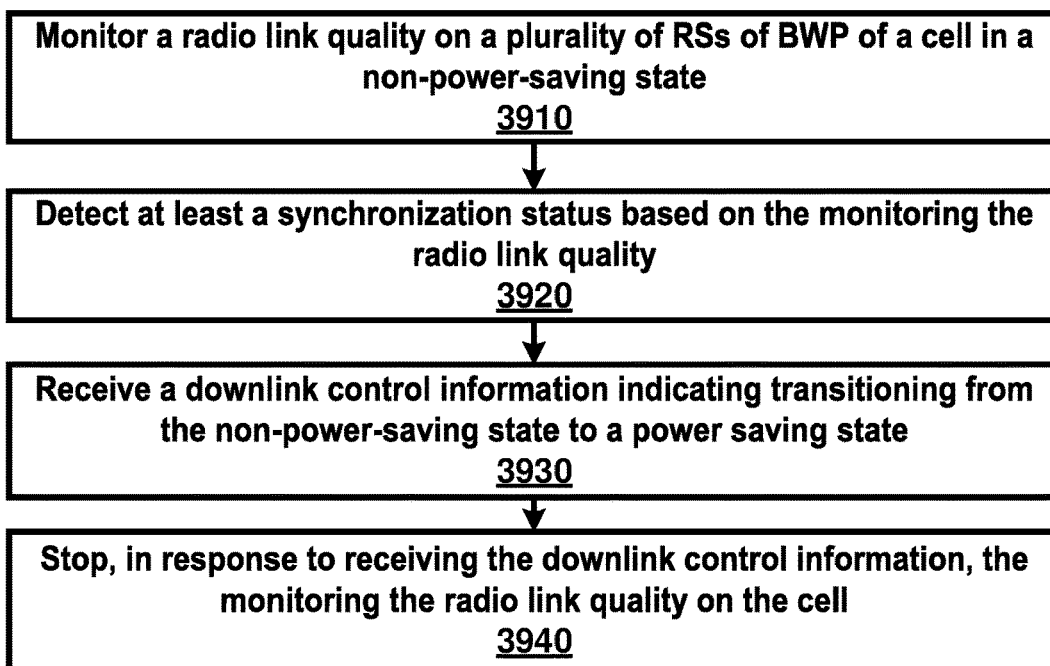 Monitor a radio link quality on a plurality of RSs of BWP of a cell in a
non-power-saving state
3910
Detect at least a synchronization status based on the monitoring the
radio link quality
3920
Receive a downlink control information indicating transitioning from
the non-power-saving state to a power saving state
3930
Stop, in response to receiving the downlink control information, the
monitoring the radio link quality on the cell
3940